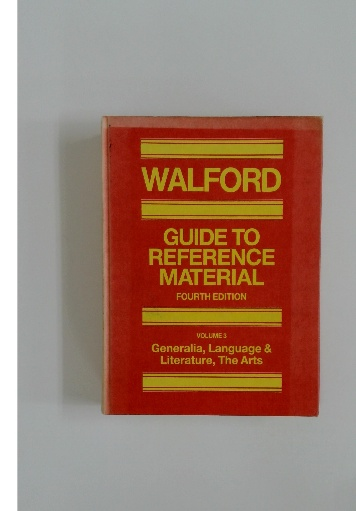 WALFORD
GUIDE TO
REFERENCE
MATERIAL
FOURTH EDITION
VOLUME 3
Generalia, Language &
Literature, The Arts